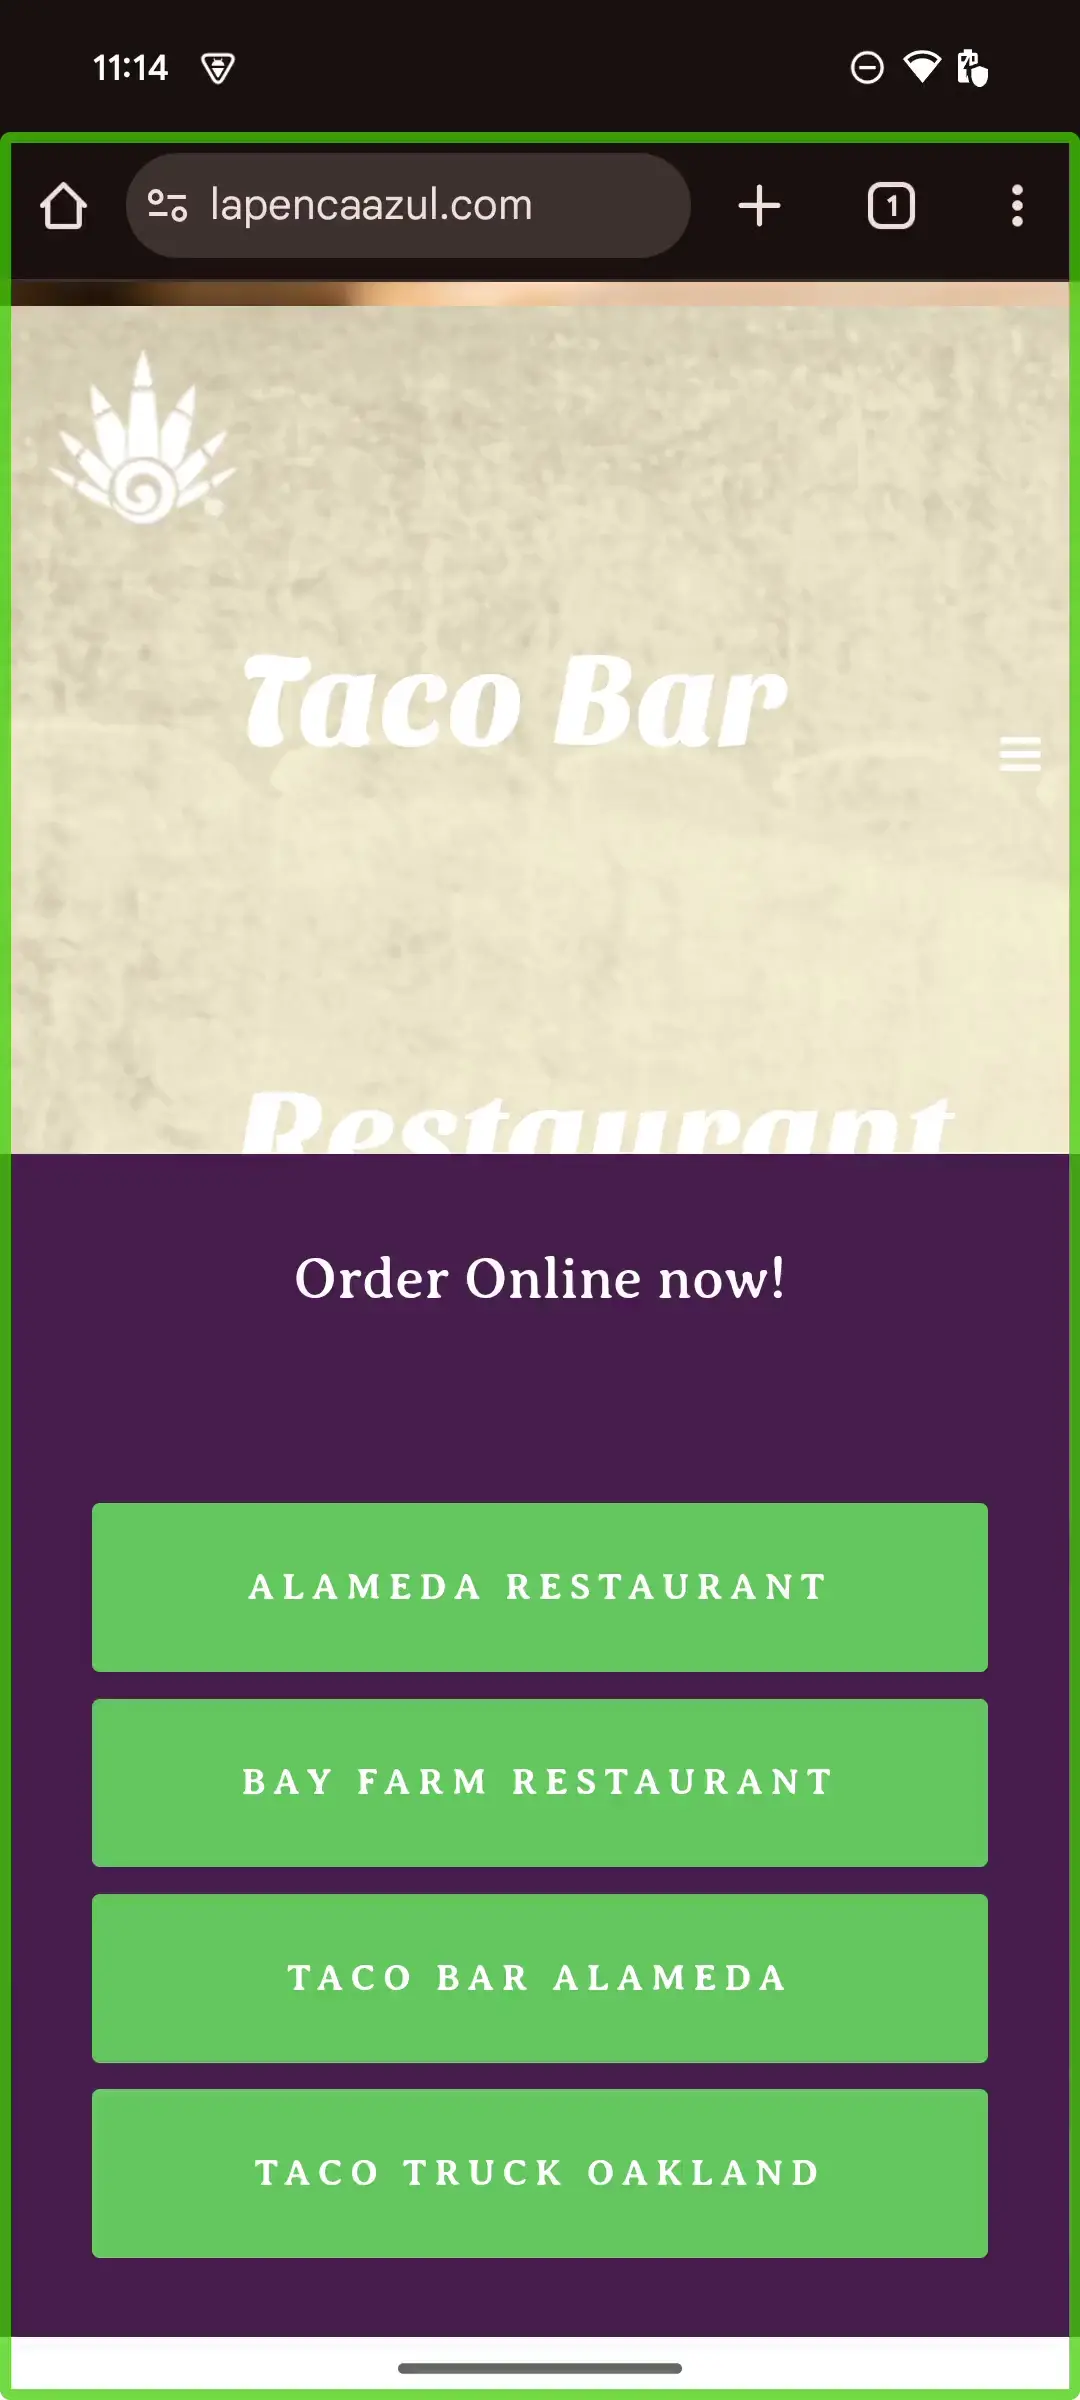 11:14
lapencaazul.com
1
Taco Bar
Restaurant
Order Online now!
ALAMEDA RESTAURANT
BAY FARM RESTAURANT
TACO BAR ALAMEDA
TACO TRUCK OAKLAND